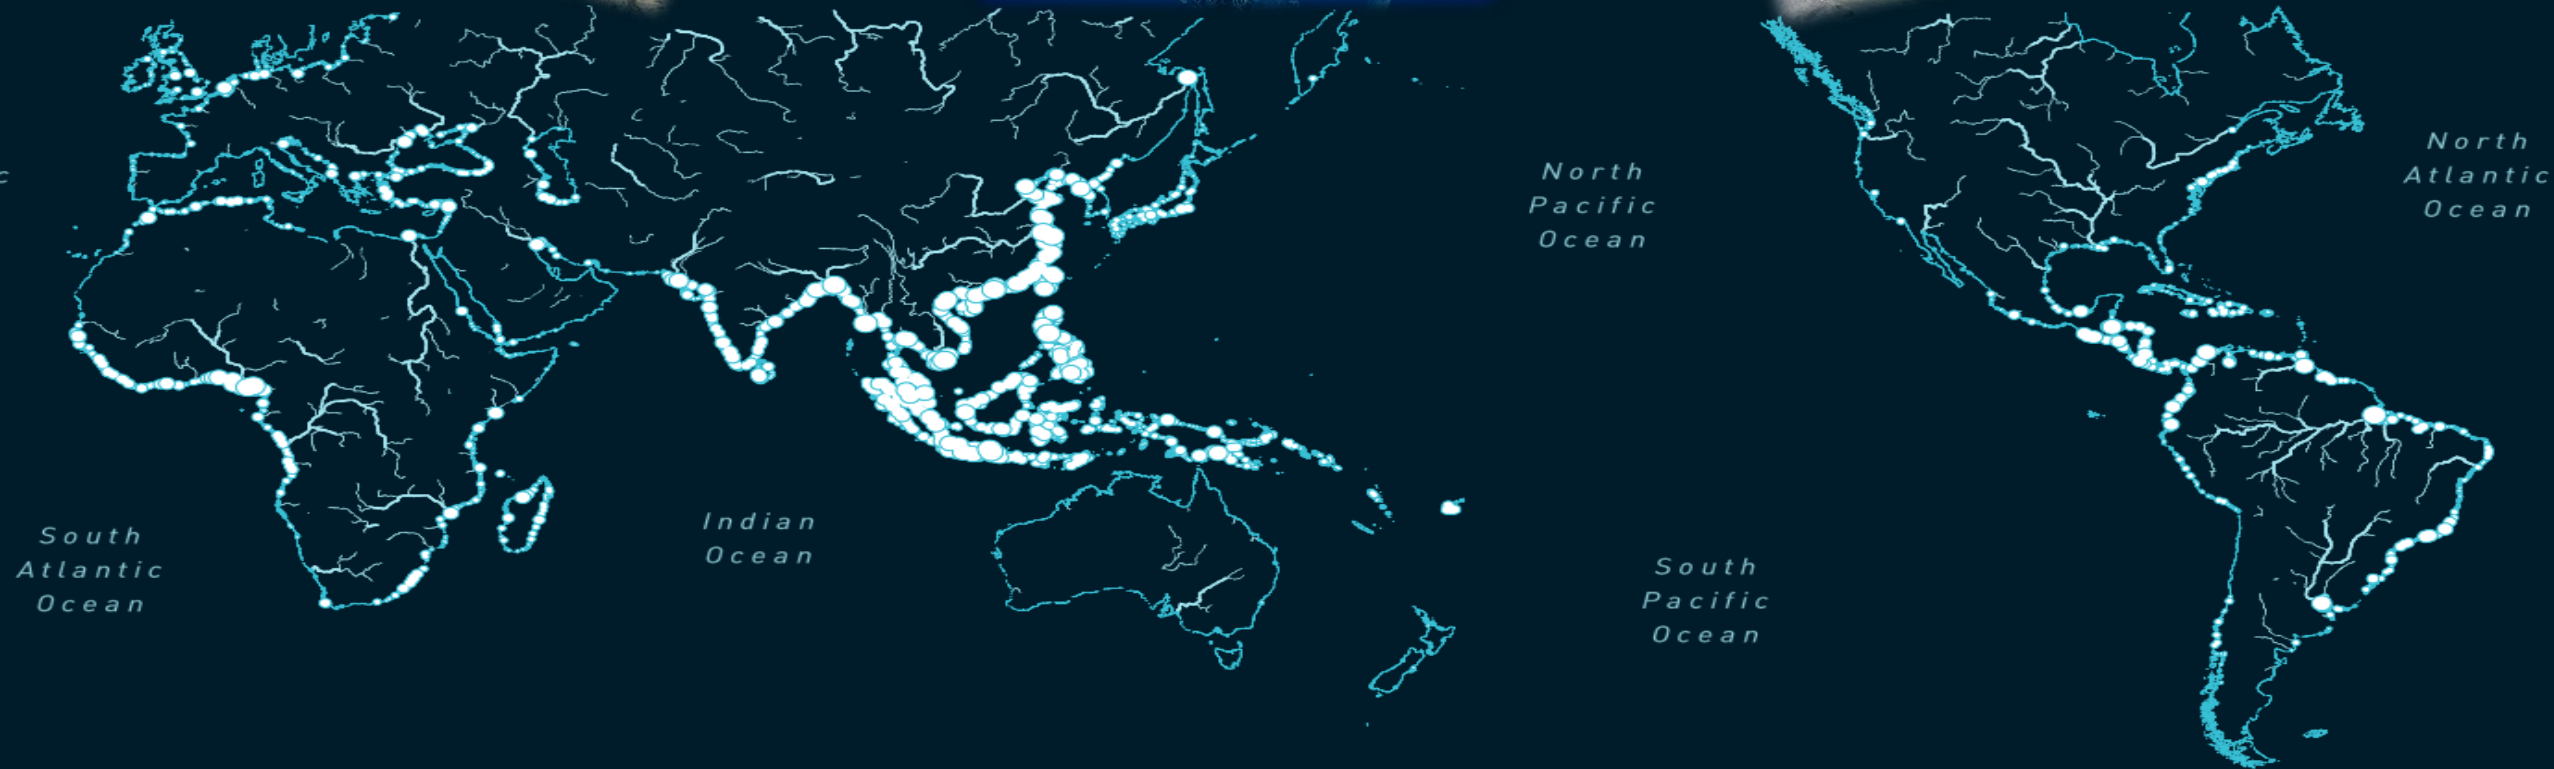 c
South
Atlantic
Ocean
Indian
Ocean
North
Pacific
Ocean
South
Pacific
Ocean
North
Atlantic
Ocean